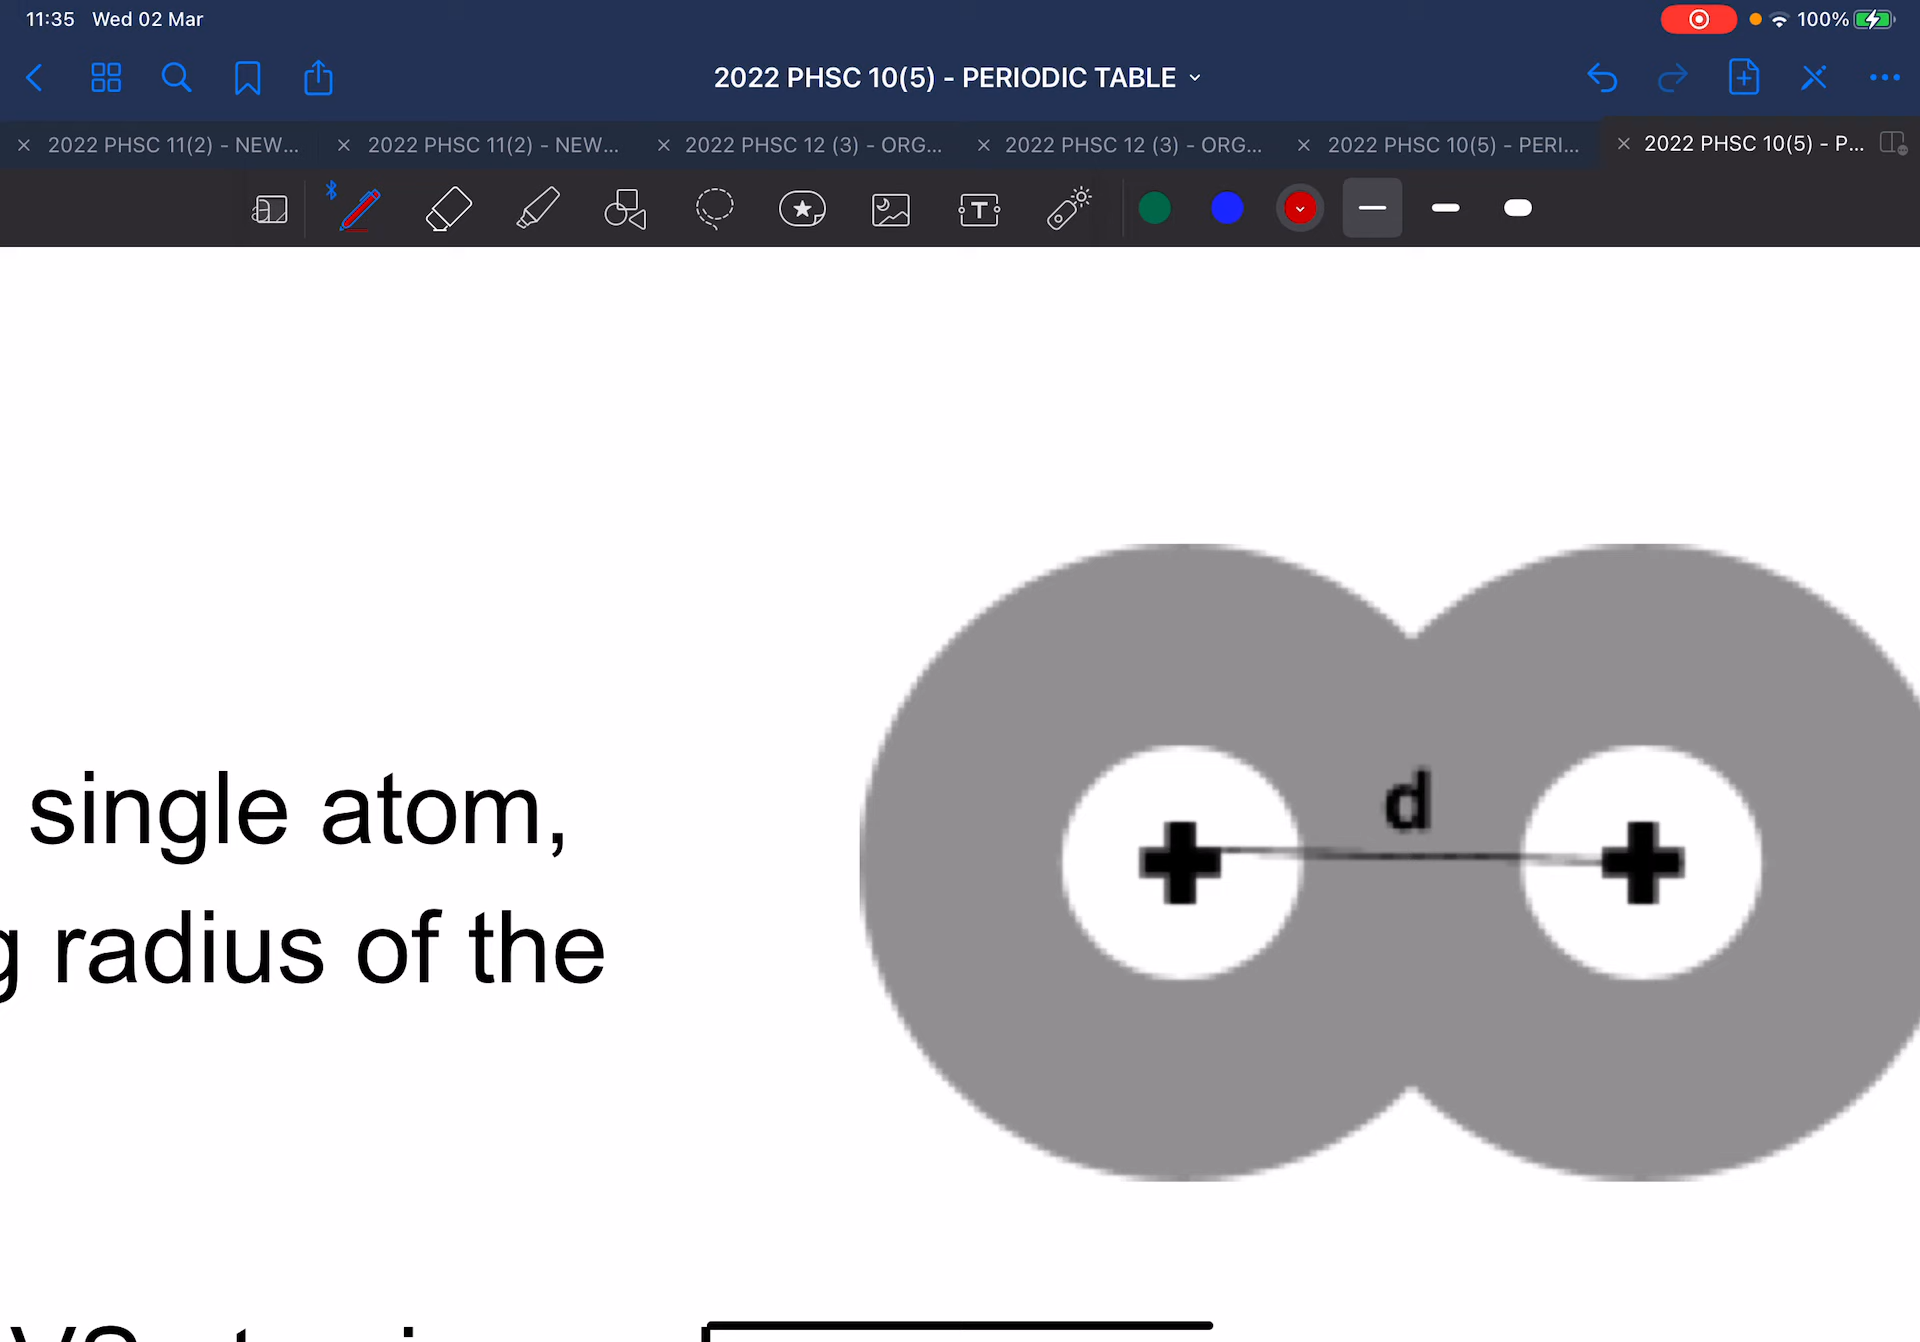 11:35 Wed 02 Mar
100%
2022 PHSC 10(5) - PERIODIC TABLE
2022 PHSC 11(2) - NEW...
2022 PHSC 11(2) - NEW...
2022 PHSC 12 (3) - ORG...
2022 PHSC 12 (3) - ORG...
2022 PHSC 10(5) - PERI...
2022 PHSC 10(5) - P...
T
d
single atom,
g radius of the